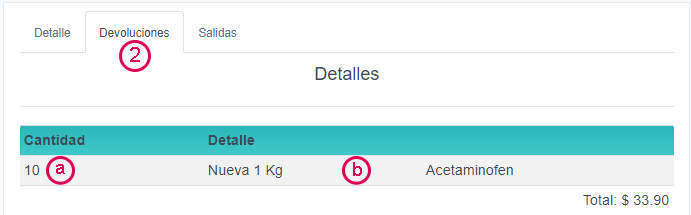 Detalle Devoluciones Salidas
2
Detalles
Cantidad Detalle
10 a Nueva 1 Kg b Acetaminofen
Total: $ 33.90